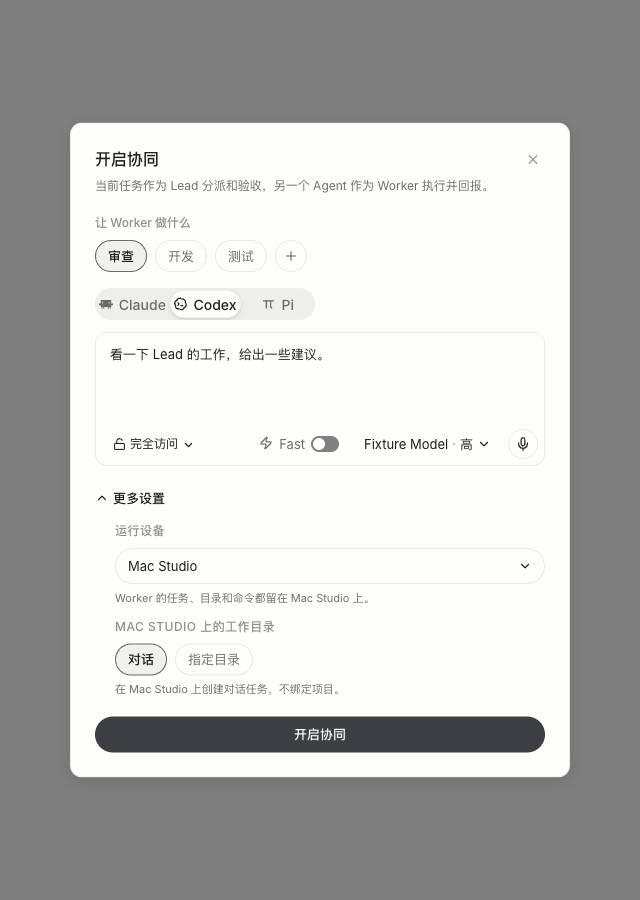 开启协同
当前任务作为 Lead 分派和验收，另一个 Agent 作为 Worker 执行并回报。
让 Worker 做什么
审查 开发 测试 +
Claude Codex Pi
看一下 Lead 的工作，给出一些建议。
完全访问 Fast Fixture Model · 高
更多设置
运行设备
Mac Studio
Worker 的任务、目录和命令都留在 Mac Studio 上。
MAC STUDIO 上的工作目录
对话 指定目录
在 Mac Studio 上创建对话任务，不绑定项目。
开启协同